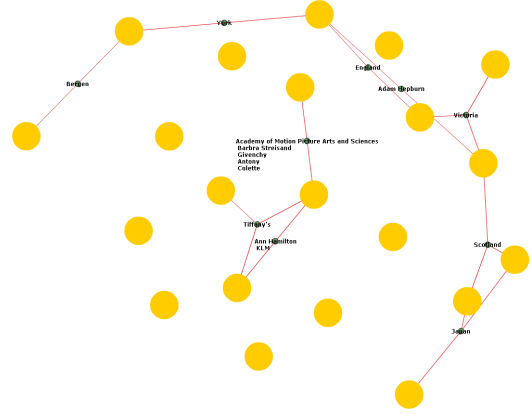 York
England
Bergen
Adam Hepburn
Victoria
Academy of Motion Picture Arts and Sciences
Barbra Streisand
Givenchy
Antony
Colette
Tiffany's
Ann Hamilton
KLM
Scotland
Japan